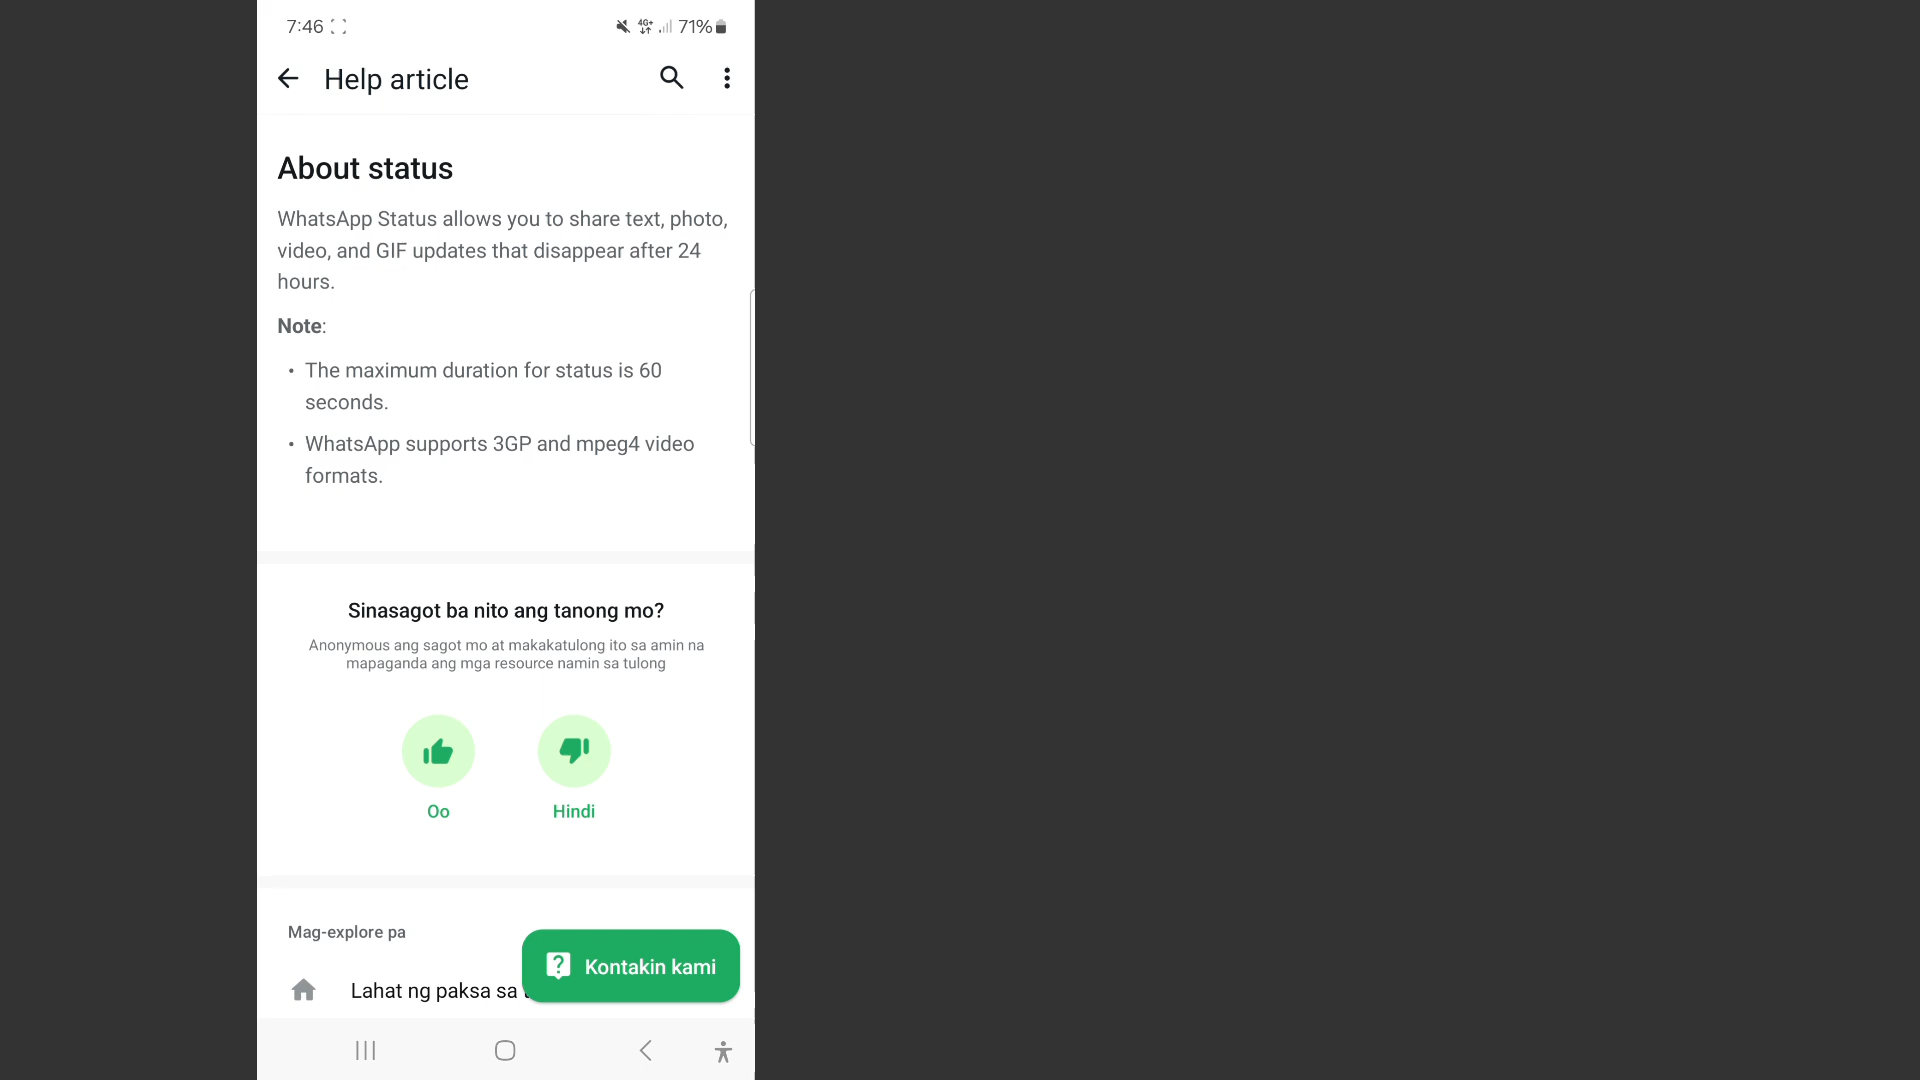 7:46
4G+
71%
Help article
About status
WhatsApp Status allows you to share text, photo,
video, and GIF updates that disappear after 24
hours.
Note:
• The maximum duration for status is 60
seconds.
• WhatsApp supports 3GP and mpeg4 video
formats.
Sinasagot ba nito ang tanong mo?
Anonymous ang sagot mo at makakatulong ito sa amin na
mapaganda ang mga resource namin sa tulong
Oo
Hindi
Mag-explore pa
Kontakin kami
Lahat ng paksa sa